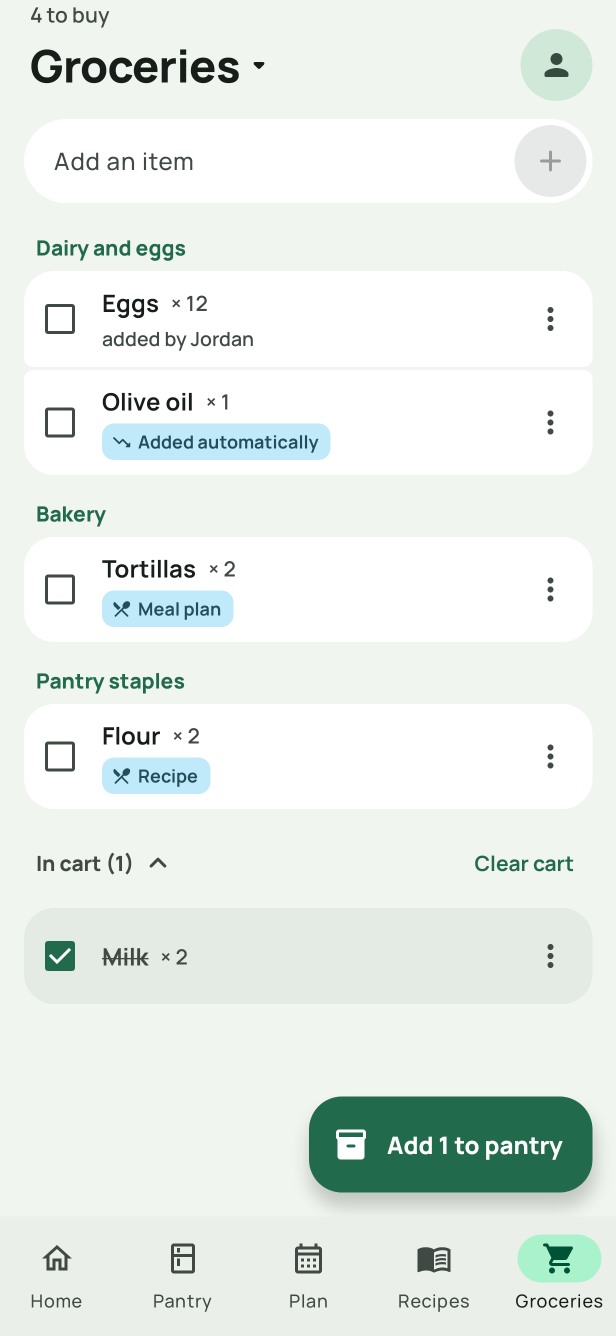 4 to buy
Groceries
Add an item
Dairy and eggs
Eggs × 12
added by Jordan
Olive oil × 1
Added automatically
Bakery
Tortillas × 2
Meal plan
Pantry staples
Flour × 2
Recipe
In cart (1) Clear cart
Milk × 2
Add 1 to pantry
Home Pantry Plan Recipes Groceries